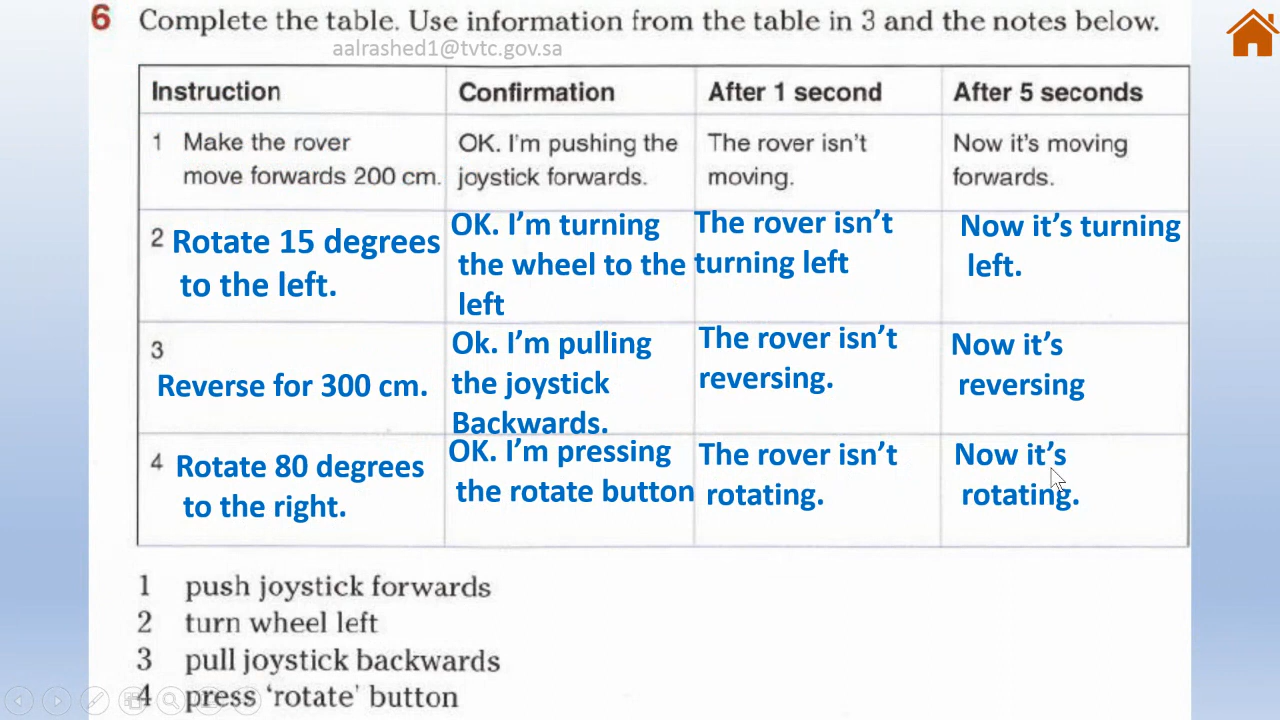 6 Complete the table. Use information from the table in 3 and the notes below.
aalrashed1@tvtc.gov.sa
Instruction Confirmation After 1 second After 5 seconds
1 Make the rover
move forwards 200 cm.
OK. I'm pushing the
joystick forwards.
The rover isn't
moving.
Now it's moving
forwards.
2 Rotate 15 degrees
to the left.
OK. I'm turning
the wheel to the
left
The rover isn't
turning left
Now it's turning
left.
3
Reverse for 300 cm.
Ok. I'm pulling
the joystick
Backwards.
The rover isn't
reversing.
Now it's
reversing
4 Rotate 80 degrees
to the right.
OK. I'm pressing
the rotate button
The rover isn't
rotating.
Now it's
rotating.
1 push joystick forwards
2 turn wheel left
3 pull joystick backwards
4 press 'rotate' button